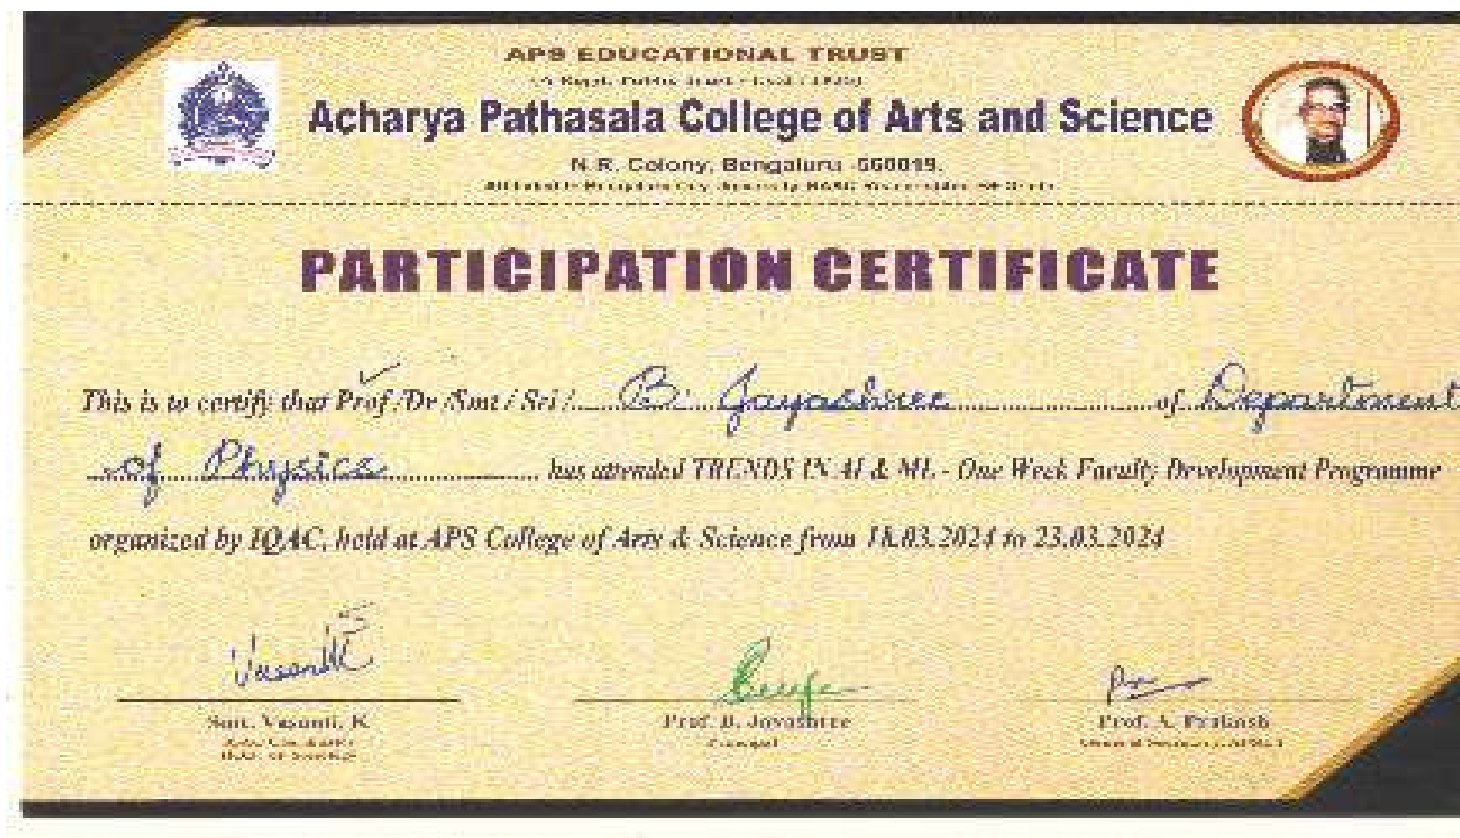 APS EDUCATIONAL TRUST
Acharya Pathasala College of Arts and Science
N.R. Colony, Bengaluru -560019.
PARTICIPATION CERTIFICATE
This is to certify that Prof./Dr /Smt / Sri /.... B. Jayashree .... of Department
of Physics .... has attended TRENDS IN AI & ML - One Week Faculty Development Programme
organized by IQAC, held at APS College of Arts & Science from 18.03.2024 to 23.03.2024
Smt. Vasanti. K Prof. B. Jayashree Prof. A. Prakash
Principal